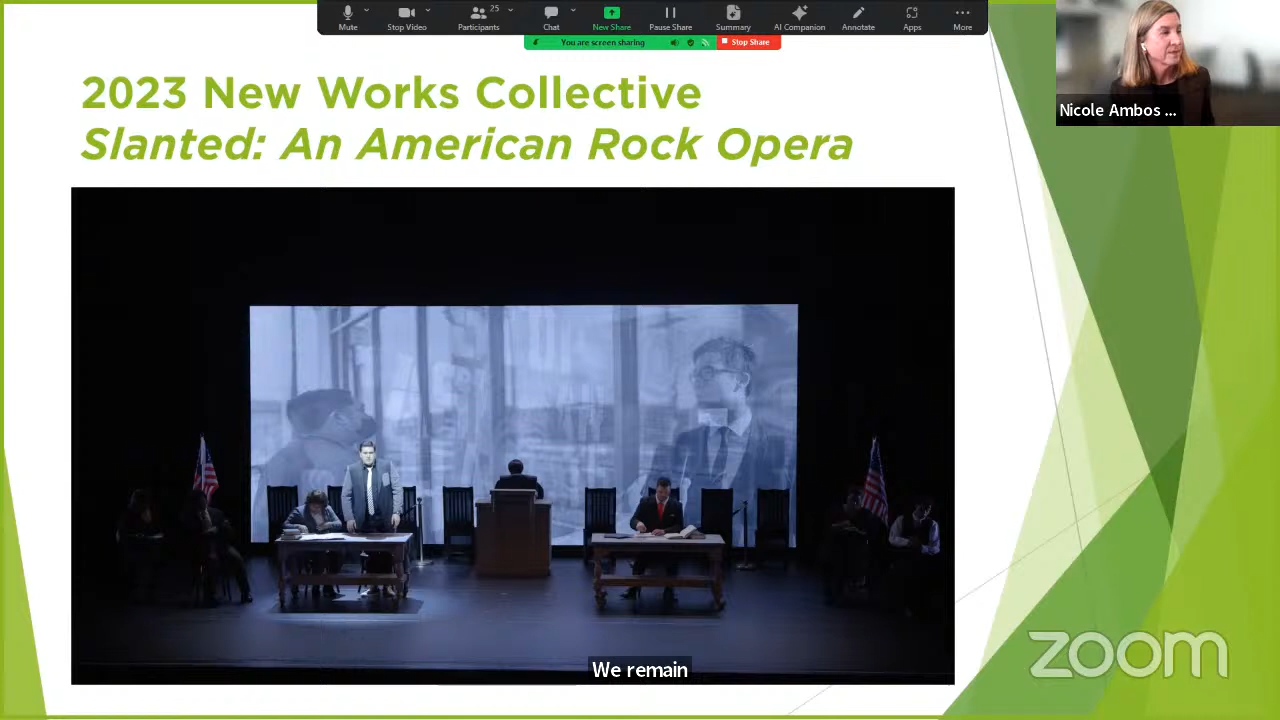 25
Mute
Stop Video
Participants
Chat
New Share
Pause Share
Summary
AI Companion
Annotate
Apps
More
You are screen sharing
Stop Share
2023 New Works Collective
Slanted: An American Rock Opera
Nicole Ambos ...
We remain
zoom